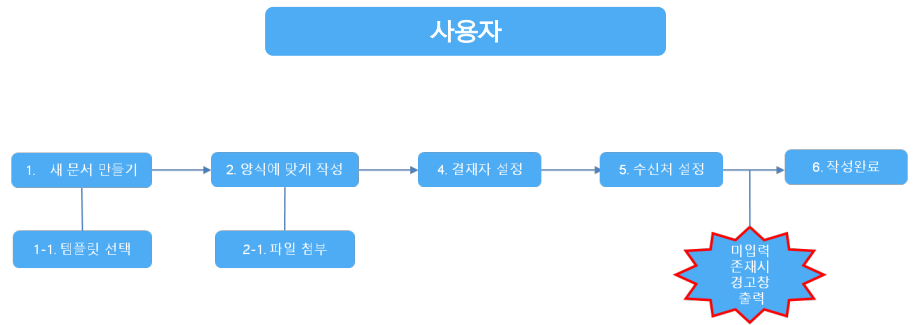 사용자
1. 새 문서 만들기
2. 양식에 맞게 작성
4. 결재자 설정
5. 수신처 설정
6. 작성완료
1-1. 템플릿 선택
2-1. 파일 첨부
미입력
존재시
경고창
출력